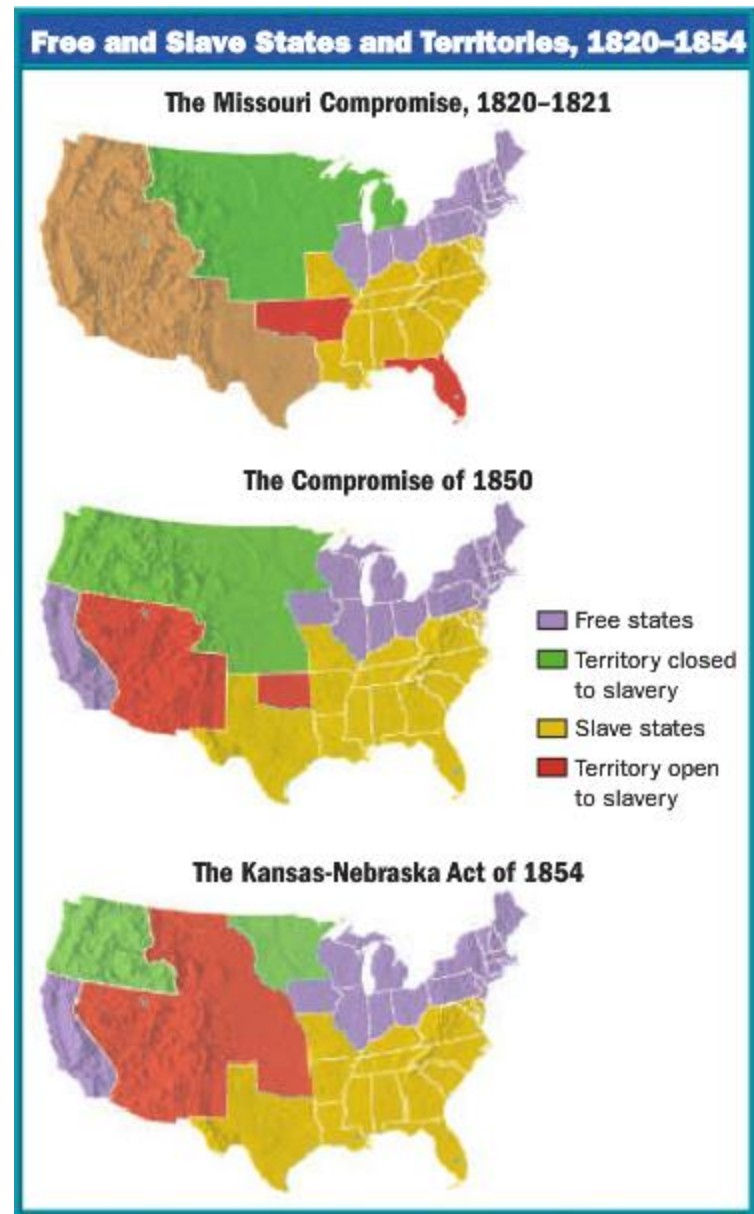 Free and Slave States and Territories, 1820–1854
The Missouri Compromise, 1820–1821
The Compromise of 1850
Free states
Territory closed
to slavery
Slave states
Territory open
to slavery
The Kansas-Nebraska Act of 1854